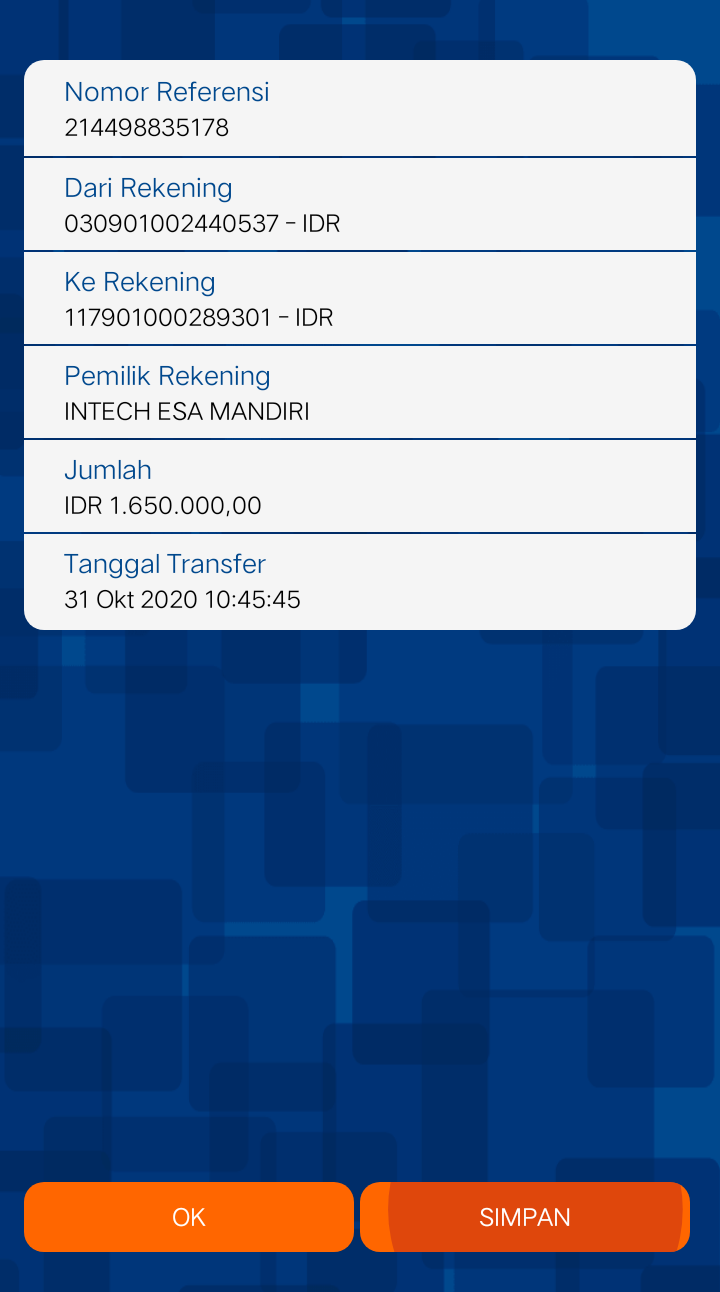 Nomor Referensi
214498835178
Dari Rekening
030901002440537 - IDR
Ke Rekening
117901000289301 - IDR
Pemilik Rekening
INTECH ESA MANDIRI
Jumlah
IDR 1.650.000,00
Tanggal Transfer
31 Okt 2020 10:45:45
OK
SIMPAN